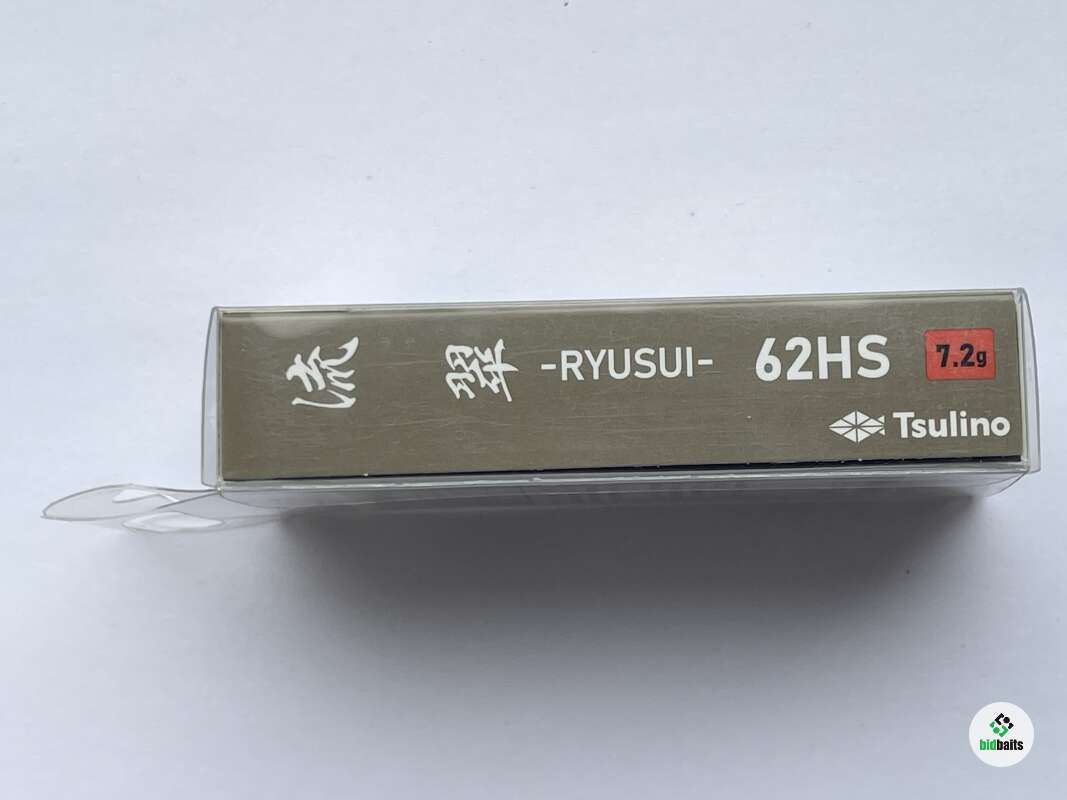 流翠 -RYUSUI- 62HS 7.2g
Tsulino
bidbaits